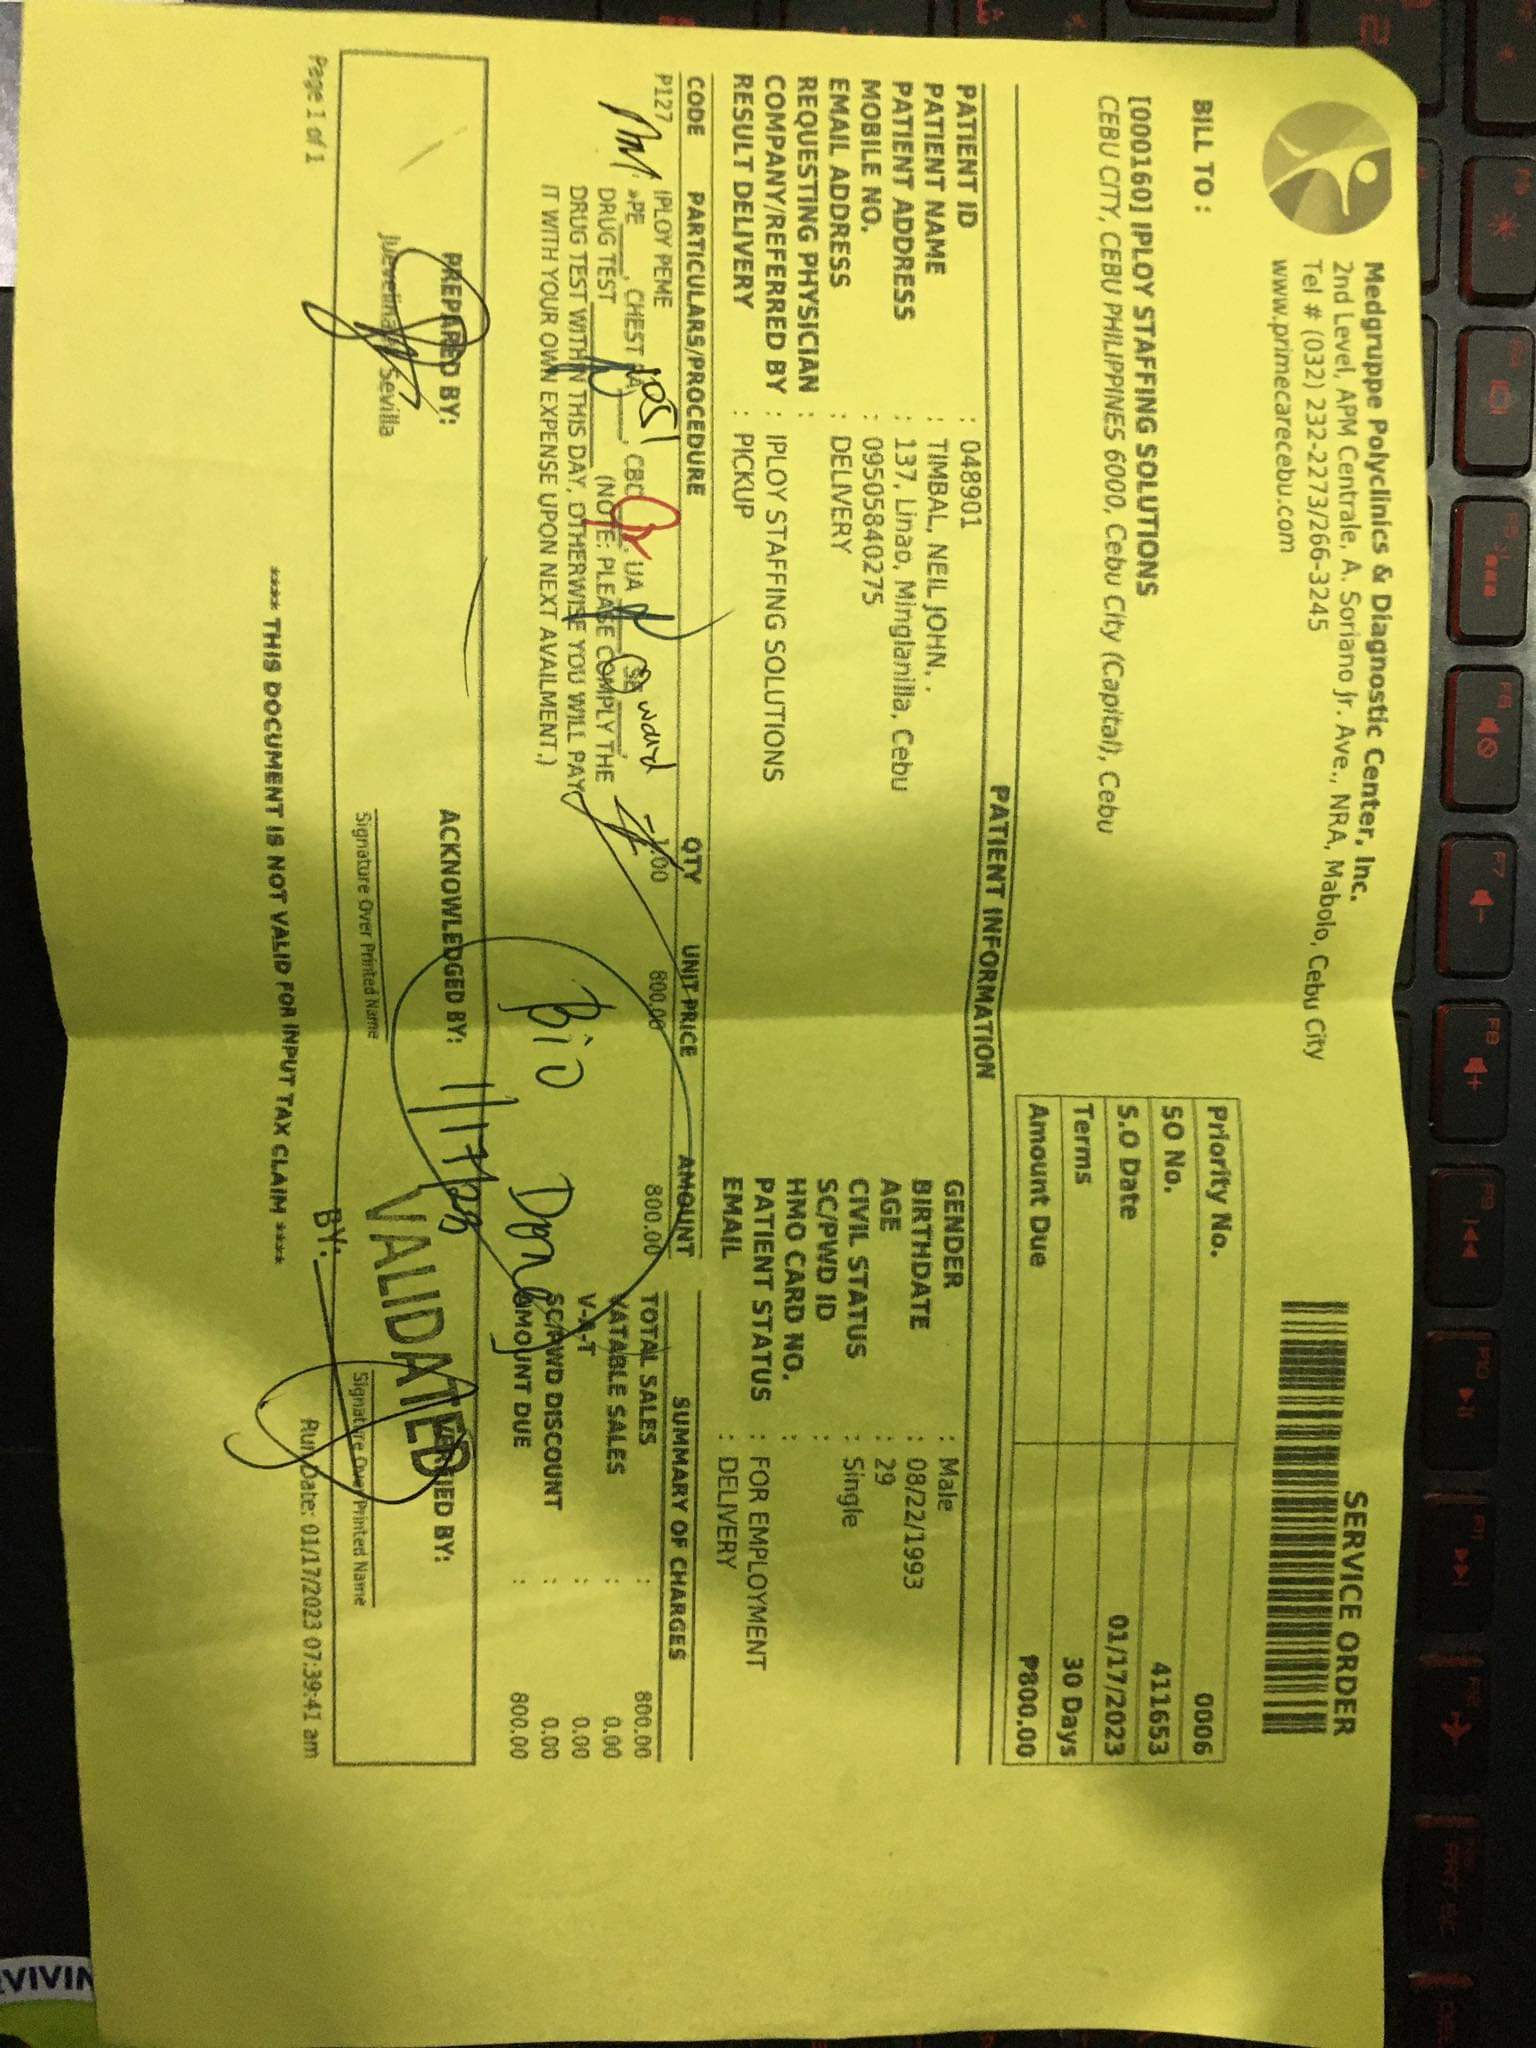 Medgruppe Polyclinics & Diagnostic Center, Inc.
2nd Level, APM Centrale, A. Soriano Jr. Ave., NRA, Mabolo, Cebu City
Tel # (032) 232-2273/266-3245
www.primecarecebu.com
SERVICE ORDER
BILL TO :
[000160] IPLOY STAFFING SOLUTIONS
CEBU CITY, CEBU PHILIPPINES 6000, Cebu City (Capital), Cebu
Priority No. 0006
SO No. 411653
S.O Date 01/17/2023
Terms 30 Days
Amount Due ₱800.00
PATIENT INFORMATION
PATIENT ID : 048901
PATIENT NAME : TIMBAL, NEIL JOHN, .
PATIENT ADDRESS : 137, Linao, Minglanilla, Cebu
MOBILE NO. : 09505840275
EMAIL ADDRESS : DELIVERY
REQUESTING PHYSICIAN :
COMPANY/REFERRED BY : IPLOY STAFFING SOLUTIONS
RESULT DELIVERY : PICKUP
GENDER : Male
BIRTHDATE : 08/22/1993
AGE : 29
CIVIL STATUS : Single
SC/PWD ID :
HMO CARD NO. :
PATIENT STATUS : FOR EMPLOYMENT
EMAIL : DELIVERY
CODE PARTICULARS/PROCEDURE QTY UNIT PRICE AMOUNT
P127 IPLOY PEME 1.00 800.00 800.00
»PE , CHEST , CBC , UA
DRUG TEST (NOTE: PLEASE COMPLY THE
DRUG TEST WITHIN THIS DAY, OTHERWISE YOU WILL PAY
IT WITH YOUR OWN EXPENSE UPON NEXT AVAILMENT.)
Bio Done
1/17/23
SUMMARY OF CHARGES
TOTAL SALES : 800.00
VATABLE SALES : 0.00
V-A-T : 0.00
SC/PWD DISCOUNT : 0.00
AMOUNT DUE : 800.00
PREPARED BY:
Sevilla
ACKNOWLEDGED BY:
Signature Over Printed Name
VERIFIED BY:
Signature Over Printed Name
VALIDATED
BY:
Page 1 of 1
Run Date: 01/17/2023 07:39:41 am
**** THIS DOCUMENT IS NOT VALID FOR INPUT TAX CLAIM ****